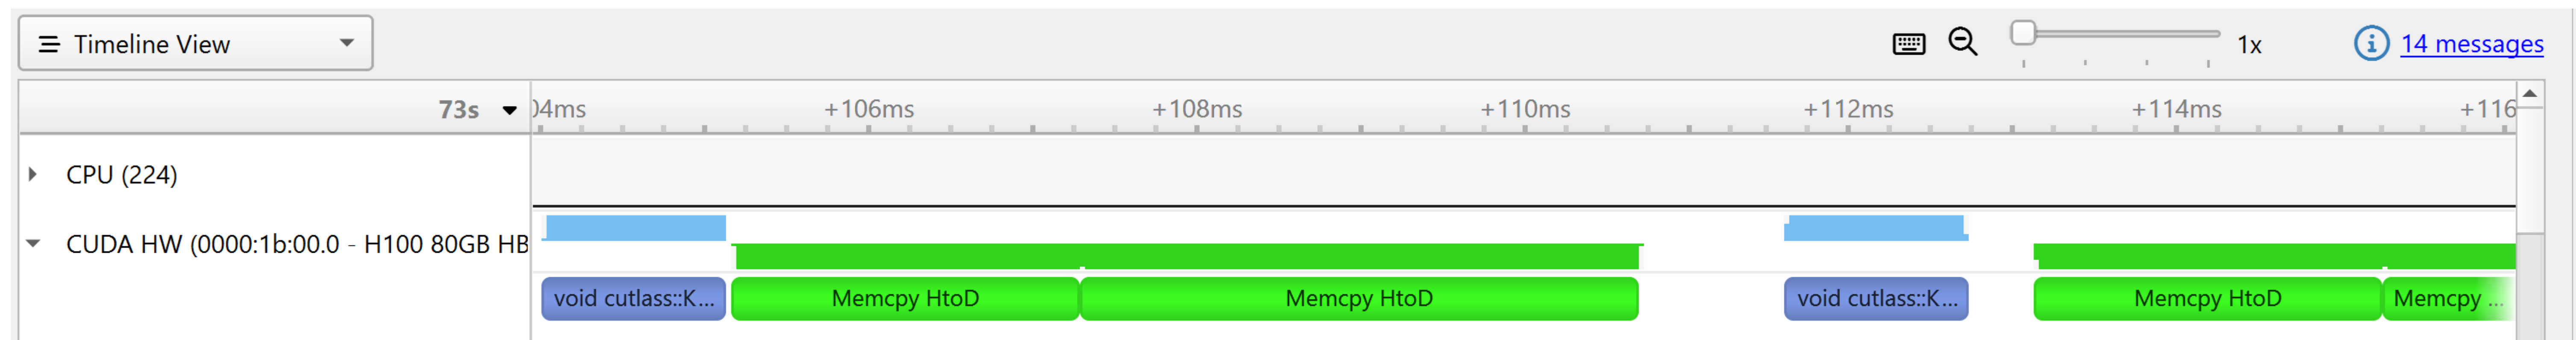 Timeline View
1x
14 messages
73s
04ms +106ms +108ms +110ms +112ms +114ms +116
CPU (224)
CUDA HW (0000:1b:00.0 - H100 80GB HB
void cutlass::K... Memcpy HtoD Memcpy HtoD void cutlass::K... Memcpy HtoD Memcpy ...